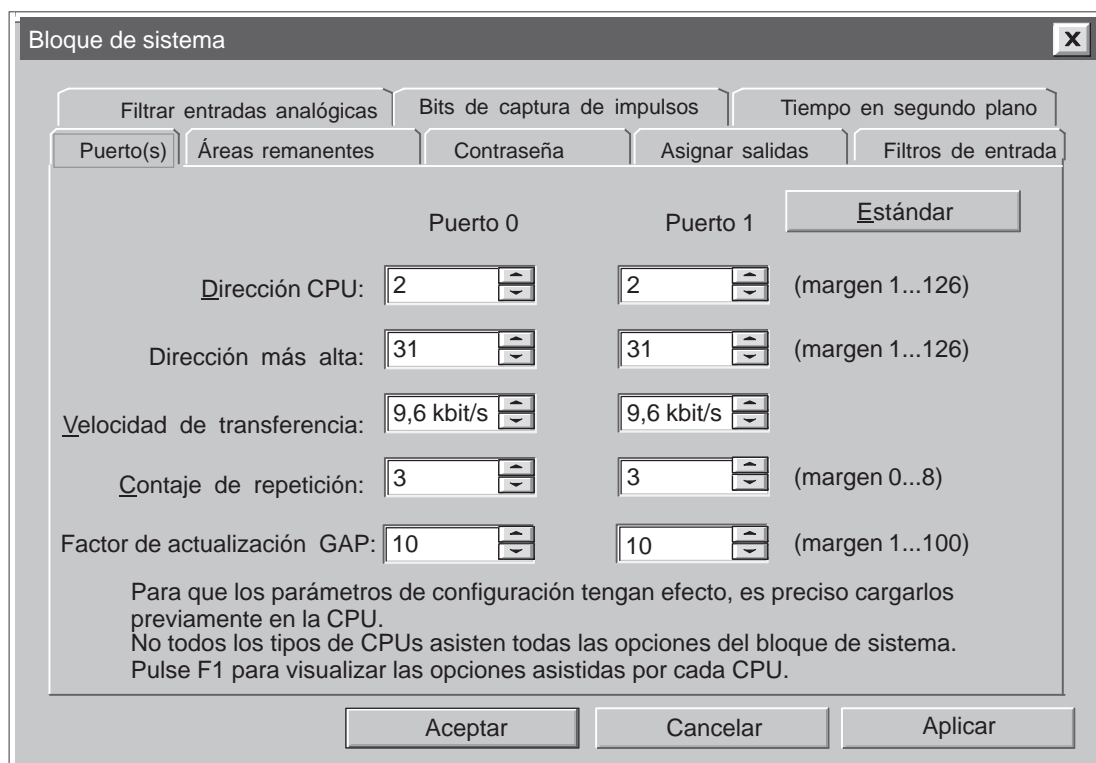 Bloque de sistema
Filtrar entradas analógicas Bits de captura de impulsos Tiempo en segundo plano
Puerto(s) Áreas remanentes Contraseña Asignar salidas Filtros de entrada
Estándar
Puerto 0 Puerto 1
Dirección CPU: 2 2 (margen 1...126)
Dirección más alta: 31 31 (margen 1...126)
Velocidad de transferencia: 9,6 kbit/s 9,6 kbit/s
Contaje de repetición: 3 3 (margen 0...8)
Factor de actualización GAP: 10 10 (margen 1...100)
Para que los parámetros de configuración tengan efecto, es preciso cargarlos
previamente en la CPU.
No todos los tipos de CPUs asisten todas las opciones del bloque de sistema.
Pulse F1 para visualizar las opciones asistidas por cada CPU.
Aceptar Cancelar Aplicar